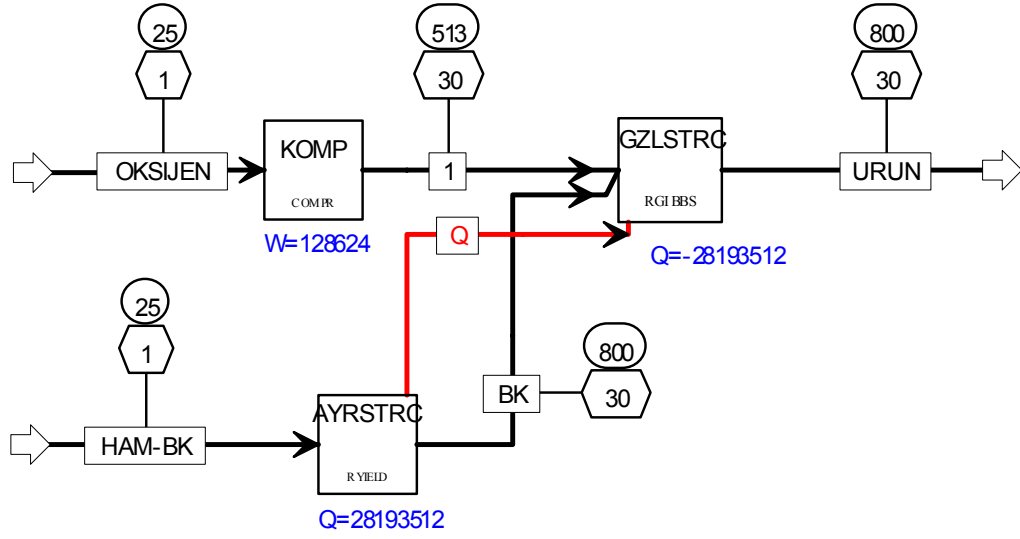 25
1
OKSIJEN
KOMP
COMPR
W=128624
513
30
1
GZLSTRC
RGIBBS
Q=-28193512
800
30
URUN
Q
25
1
HAM-BK
AYRSTRC
RYIELD
Q=28193512
BK
800
30